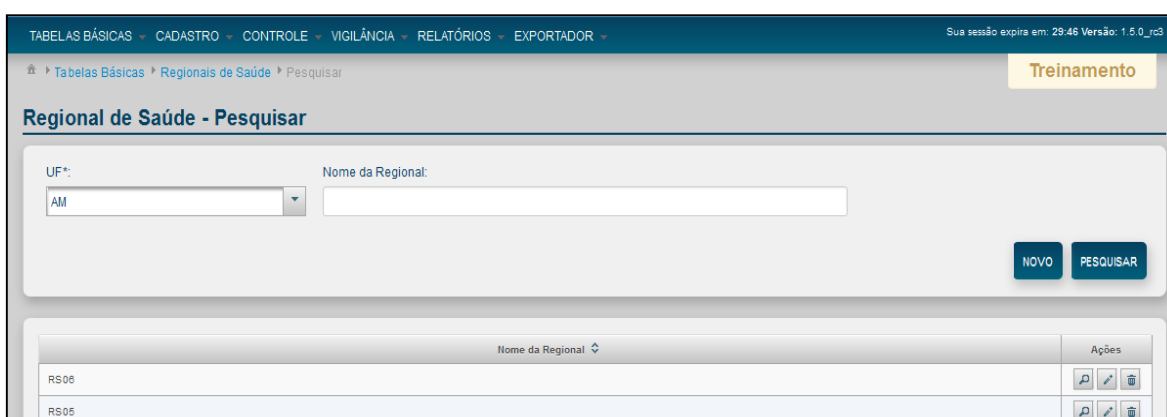 TABELAS BÁSICAS CADASTRO CONTROLE VIGILÂNCIA RELATÓRIOS EXPORTADOR Sua sessão expira em: 29:46 Versão: 1.5.0_rc3
Tabelas Básicas Regionais de Saúde Pesquisar
Treinamento
Regional de Saúde - Pesquisar
UF*: Nome da Regional:
AM
NOVO PESQUISAR
Nome da Regional Ações
RS06
RS05